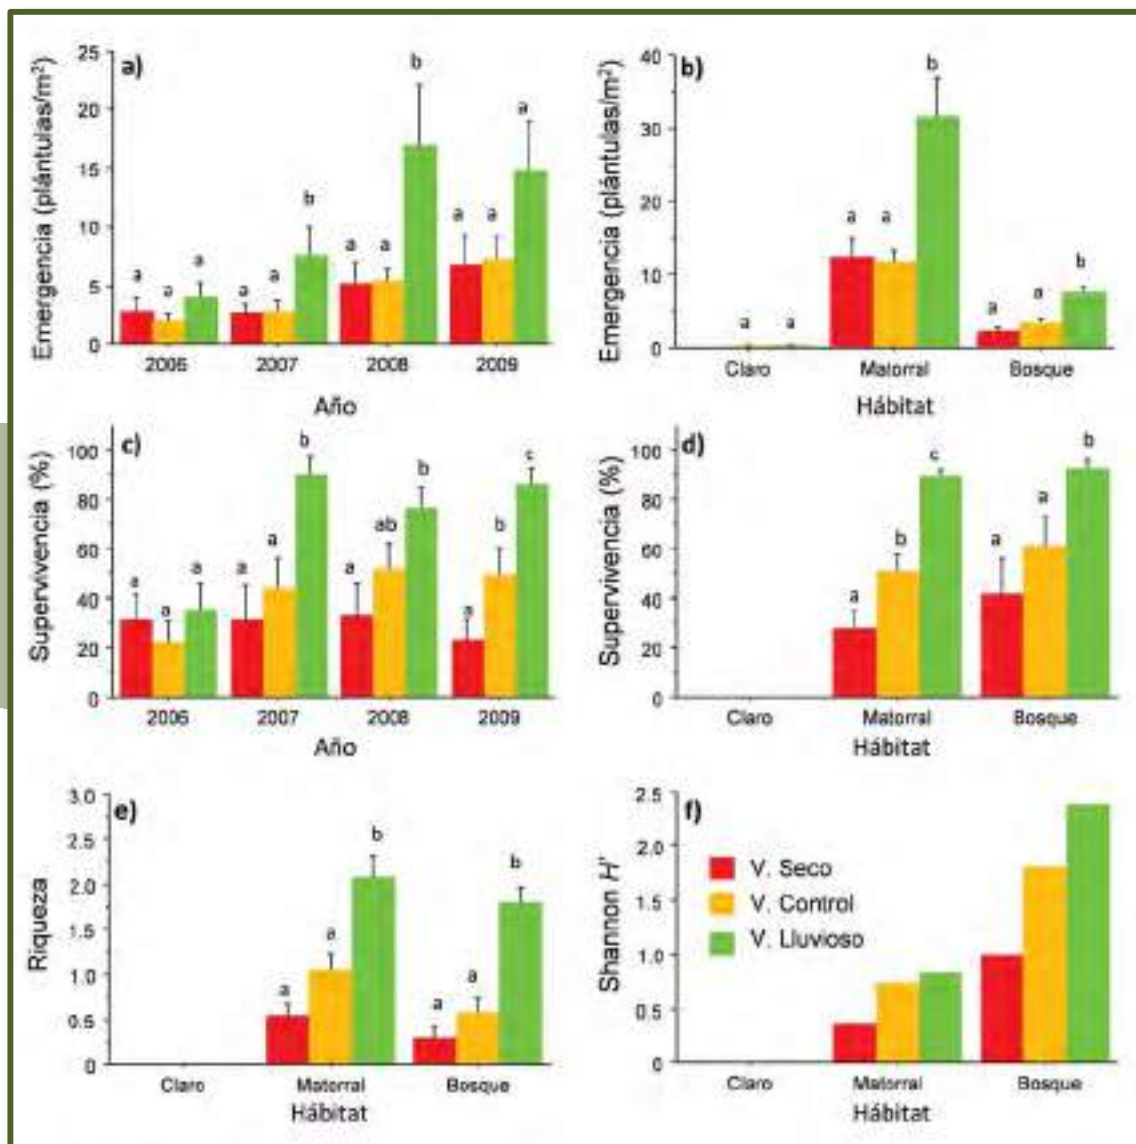 a)
Emergencia (plántulas/m²)
25
20
15
10
5
0
a a a
a a b
a a b
a a a
2006 2007 2008 2009
Año
b)
Emergencia (plántulas/m²)
40
30
20
10
0
a a
a a b
a a b
Claro Matorral Bosque
Hábitat
c)
Supervivencia (%)
100
80
60
40
20
0
a a a
a a b
a ab b
a b c
2006 2007 2008 2009
Año
d)
Supervivencia (%)
100
80
60
40
20
0
a b c
a a b
Claro Matorral Bosque
Hábitat
e)
Riqueza
3.0
2.5
2.0
1.5
1.0
0.5
0
a a b
a a b
Claro Matorral Bosque
Hábitat
f)
Shannon H'
2.5
2.0
1.5
1.0
0.5
0
V. Seco
V. Control
V. Lluvioso
Claro Matorral Bosque
Hábitat